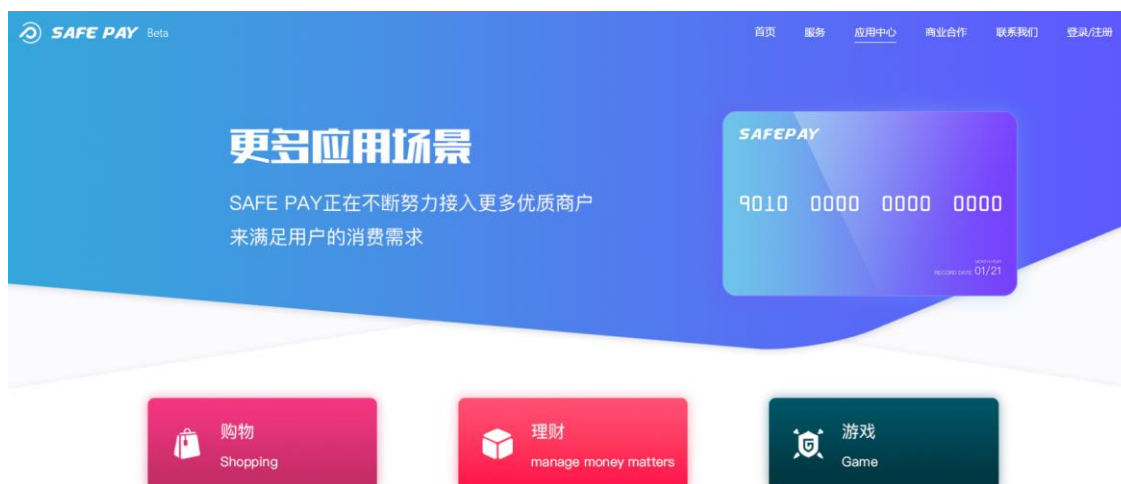 SAFE PAY Beta
首页 服务 应用中心 商业合作 联系我们 登录/注册
更多应用场景
SAFE PAY正在不断努力接入更多优质商户
来满足用户的消费需求
SAFEPAY
9010 0000 0000 0000
MONTH/YEAR
RECORD DATE 01/21
购物
Shopping
理财
manage money matters
游戏
Game